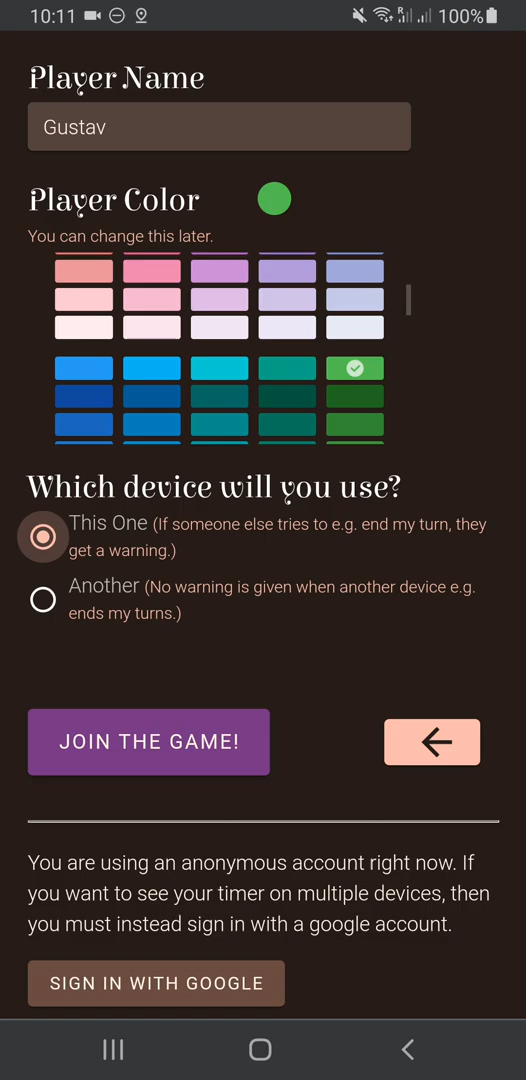 10:11
R
100%
Player Name
Gustav
Player Color
You can change this later.
Which device will you use?
This One (If someone else tries to e.g. end my turn, they
get a warning.)
Another (No warning is given when another device e.g.
ends my turns.)
JOIN THE GAME!
You are using an anonymous account right now. If
you want to see your timer on multiple devices, then
you must instead sign in with a google account.
SIGN IN WITH GOOGLE